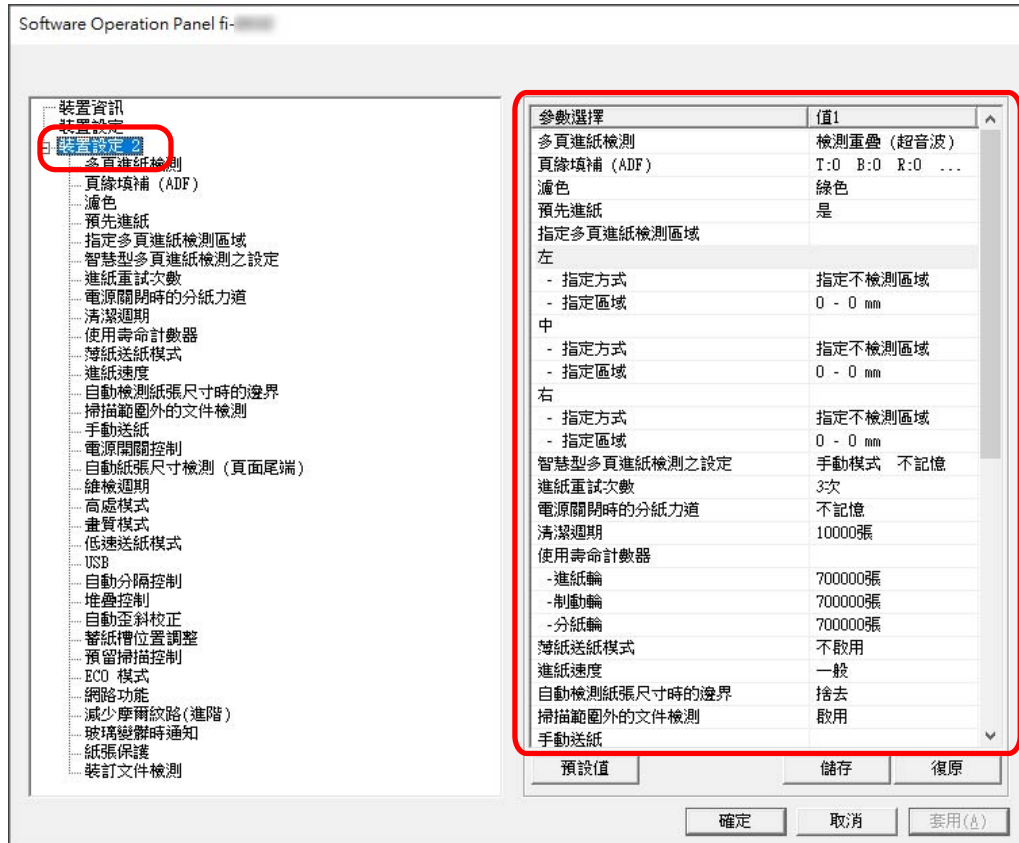 Software Operation Panel fi-
裝置資訊
裝置設定
裝置設定 2
多頁進紙檢測
頁緣填補 (ADF)
濾色
預先進紙
指定多頁進紙檢測區域
智慧型多頁進紙檢測之設定
進紙重試次數
電源關閉時的分紙力道
清潔週期
使用壽命計數器
薄紙送紙模式
進紙速度
自動檢測紙張尺寸時的邊界
掃描範圍外的文件檢測
手動送紙
電源開關控制
自動紙張尺寸檢測 (頁面尾端)
維檢週期
高處模式
畫質模式
低速送紙模式
USB
自動分隔控制
堆疊控制
自動歪斜校正
蓄紙槽位置調整
預留掃描控制
ECO 模式
網路功能
減少摩爾紋路(進階)
玻璃變髒時通知
紙張保護
裝訂文件檢測
參數選擇 值1
多頁進紙檢測 檢測重疊 (超音波)
頁緣填補 (ADF) T:0 B:0 R:0 ...
濾色 綠色
預先進紙 是
指定多頁進紙檢測區域
左
- 指定方式 指定不檢測區域
- 指定區域 0 - 0 mm
中
- 指定方式 指定不檢測區域
- 指定區域 0 - 0 mm
右
- 指定方式 指定不檢測區域
- 指定區域 0 - 0 mm
智慧型多頁進紙檢測之設定 手動模式 不記憶
進紙重試次數 3次
電源關閉時的分紙力道 不記憶
清潔週期 10000張
使用壽命計數器
-進紙輪 700000張
-制動輪 700000張
-分紙輪 700000張
薄紙送紙模式 不啟用
進紙速度 一般
自動檢測紙張尺寸時的邊界 捨去
掃描範圍外的文件檢測 啟用
手動送紙
預設值 儲存 復原
確定 取消 套用(A)